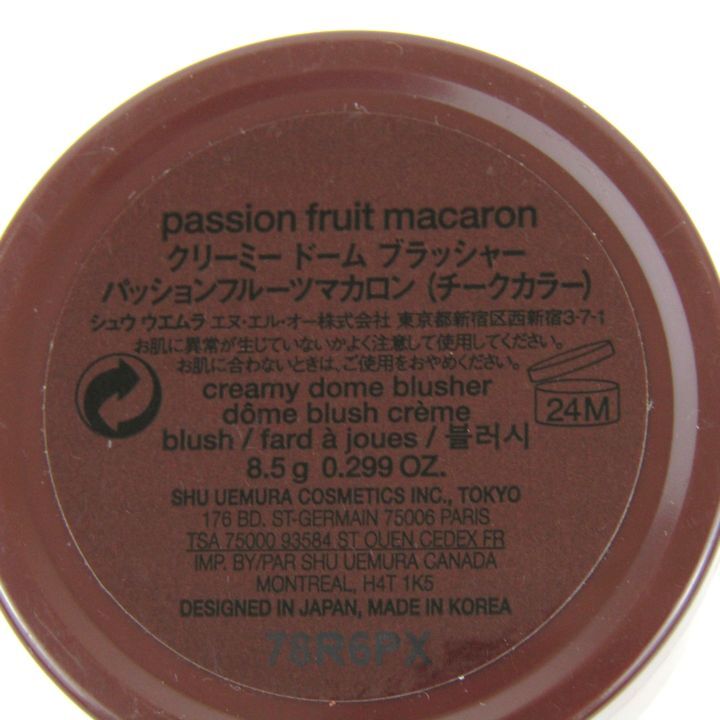 passion fruit macaron
クリーミー ドーム ブラッシャー
パッションフルーツマカロン (チークカラー)
シュウ ウエムラ エヌ・エル・オー株式会社 東京都新宿区西新宿3-7-1
お肌に異常が生じていないかよく注意して使用してください。
お肌に合わないときは、ご使用をおやめください。
creamy dome blusher
24M
dôme blush crème
blush / fard à joues / 블러시
8.5 g 0.299 OZ.
SHU UEMURA COSMETICS INC., TOKYO
176 BD. ST-GERMAIN 75006 PARIS
TSA 75000 93584 ST OUEN CEDEX FR
IMP. BY/PAR SHU UEMURA CANADA
MONTREAL, H4T 1K5
DESIGNED IN JAPAN, MADE IN KOREA
78R6PX